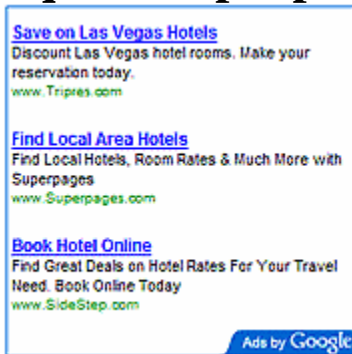 Save on Las Vegas Hotels
Discount Las Vegas hotel rooms. Make your
reservation today.
www.Tripres.com
Find Local Area Hotels
Find Local Hotels, Room Rates & Much More with
Superpages
www.Superpages.com
Book Hotel Online
Find Great Deals on Hotel Rates For Your Travel
Need. Book Online Today
www.SideStep.com
Ads by Google